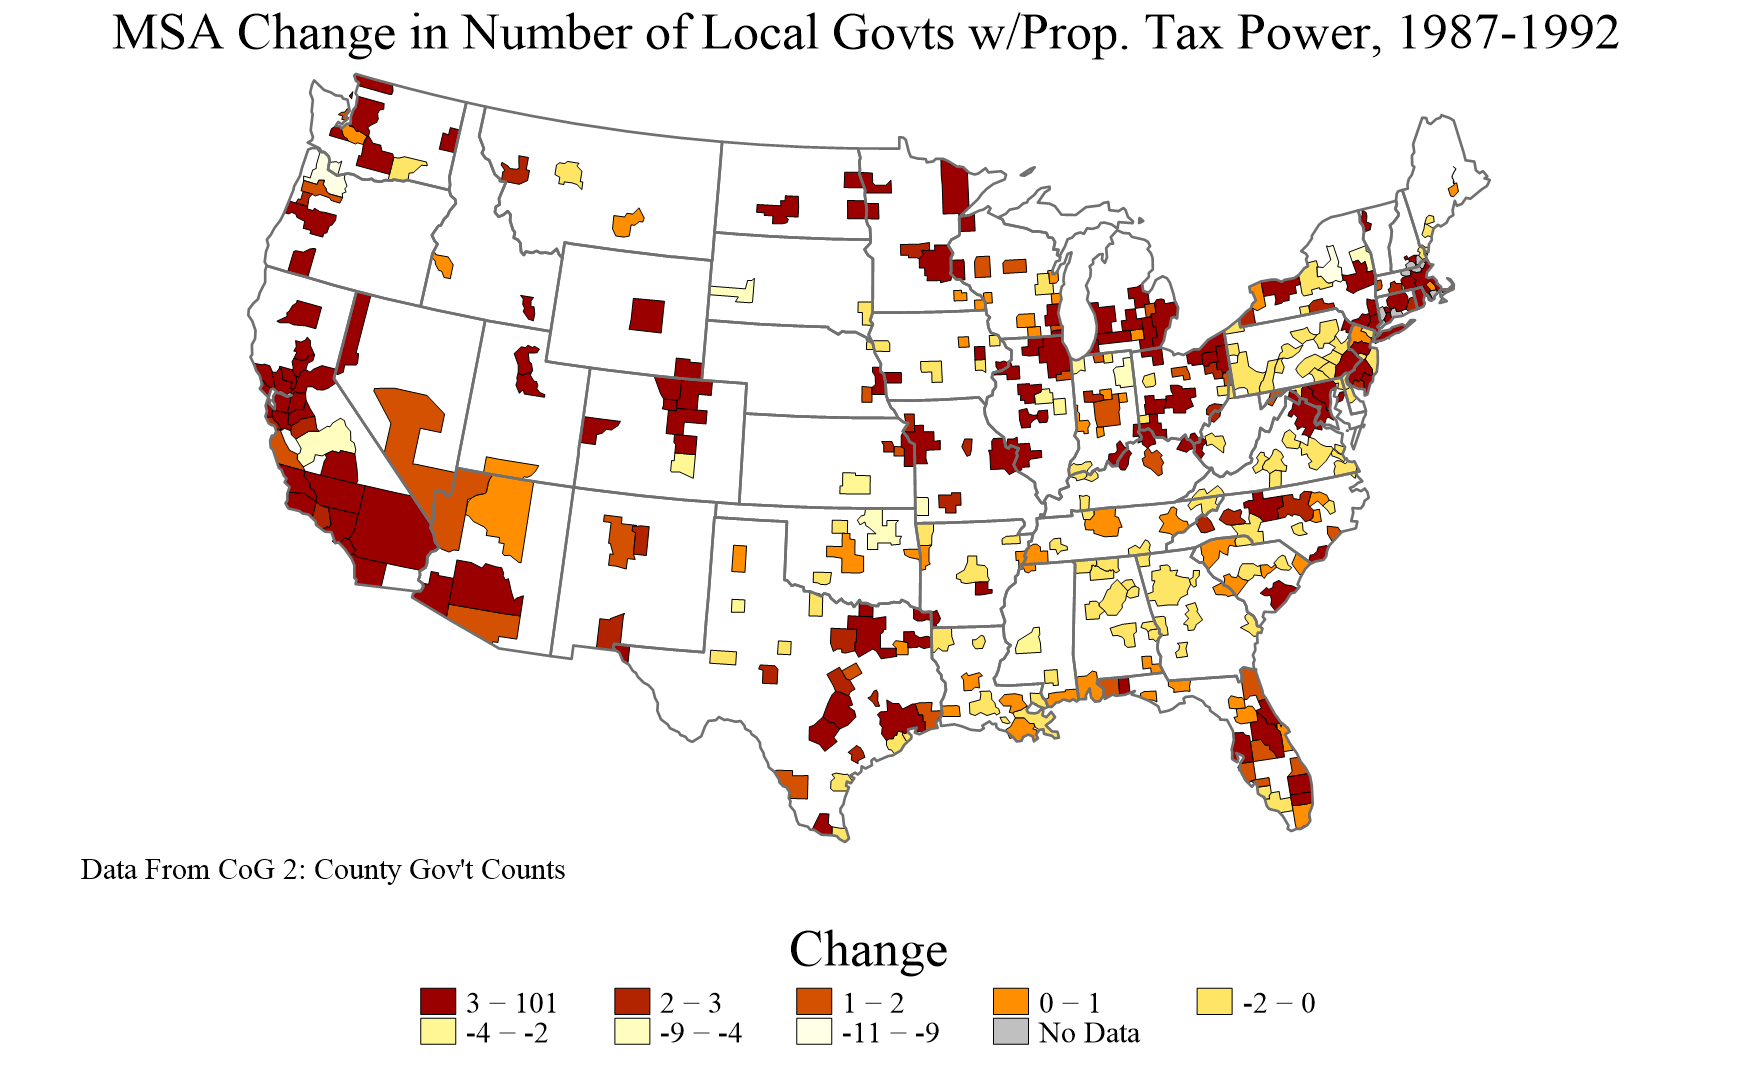 MSA Change in Number of Local Govts w/Prop. Tax Power, 1987-1992
Data From CoG 2: County Gov't Counts
Change
3 – 101 2 – 3 1 – 2 0 – 1 -2 – 0
-4 – -2 -9 – -4 -11 – -9 No Data